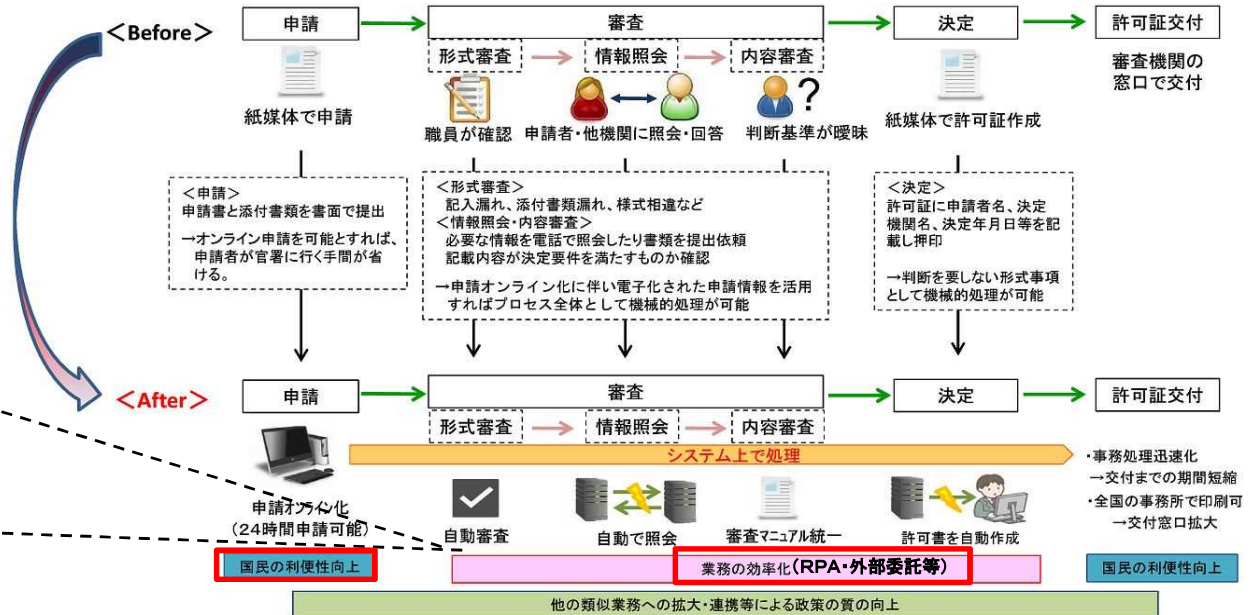 <Before>
申請
審査
決定
許可証交付
形式審査
情報照会
内容審査
?
紙媒体で申請
職員が確認
申請者・他機関に照会・回答
判断基準が曖昧
紙媒体で許可証作成
審査機関の
窓口で交付
<申請>
申請書と添付書類を書面で提出
→オンライン申請を可能とすれば、
申請者が官署に行く手間が省
ける。
<形式審査>
記入漏れ、添付書類漏れ、様式相違など
<情報照会・内容審査>
必要な情報を電話で照会したり書類を提出依頼
記載内容が決定要件を満たすものか確認
→申請オンライン化に伴い電子化された申請情報を活用
すればプロセス全体として機械的処理が可能
<決定>
許可証に申請者名、決定
機関名、決定年月日等を記
載し押印
→判断を要しない形式事項
として機械的処理が可能
<After>
申請
審査
決定
許可証交付
形式審査
情報照会
内容審査
システム上で処理
申請オンライン化
(24時間申請可能)
自動審査
自動で照会
審査マニュアル統一
許可書を自動作成
・事務処理迅速化
→交付までの期間短縮
・全国の事務所で印刷可
→交付窓口拡大
国民の利便性向上
業務の効率化(RPA・外部委託等)
国民の利便性向上
他の類似業務への拡大・連携等による政策の質の向上